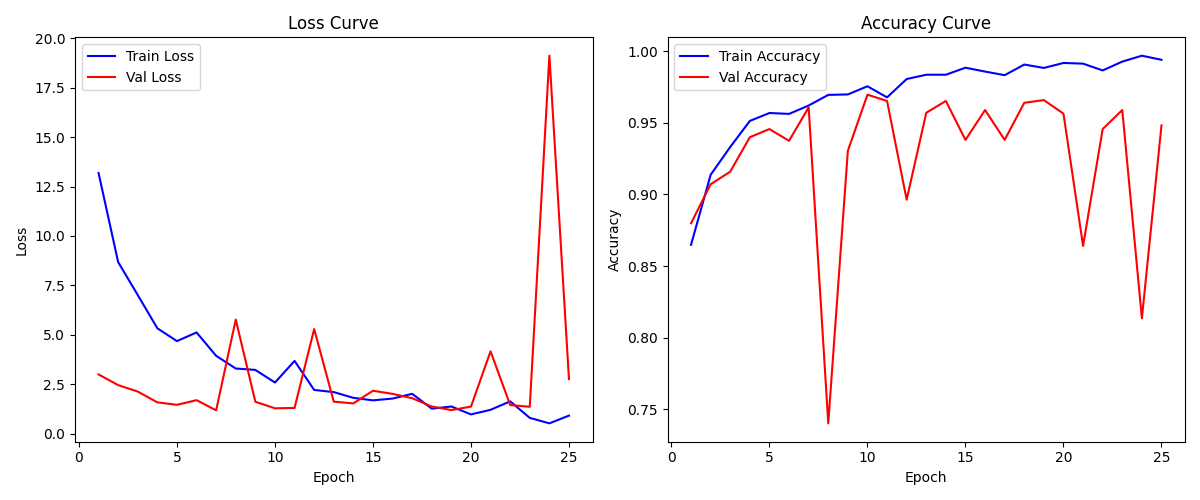 Loss Curve
Train Loss
Val Loss
20.0
17.5
15.0
12.5
10.0
7.5
5.0
2.5
0.0
Loss
0 5 10 15 20 25
Epoch
Accuracy Curve
Train Accuracy
Val Accuracy
1.00
0.95
0.90
0.85
0.80
0.75
Accuracy
0 5 10 15 20 25
Epoch